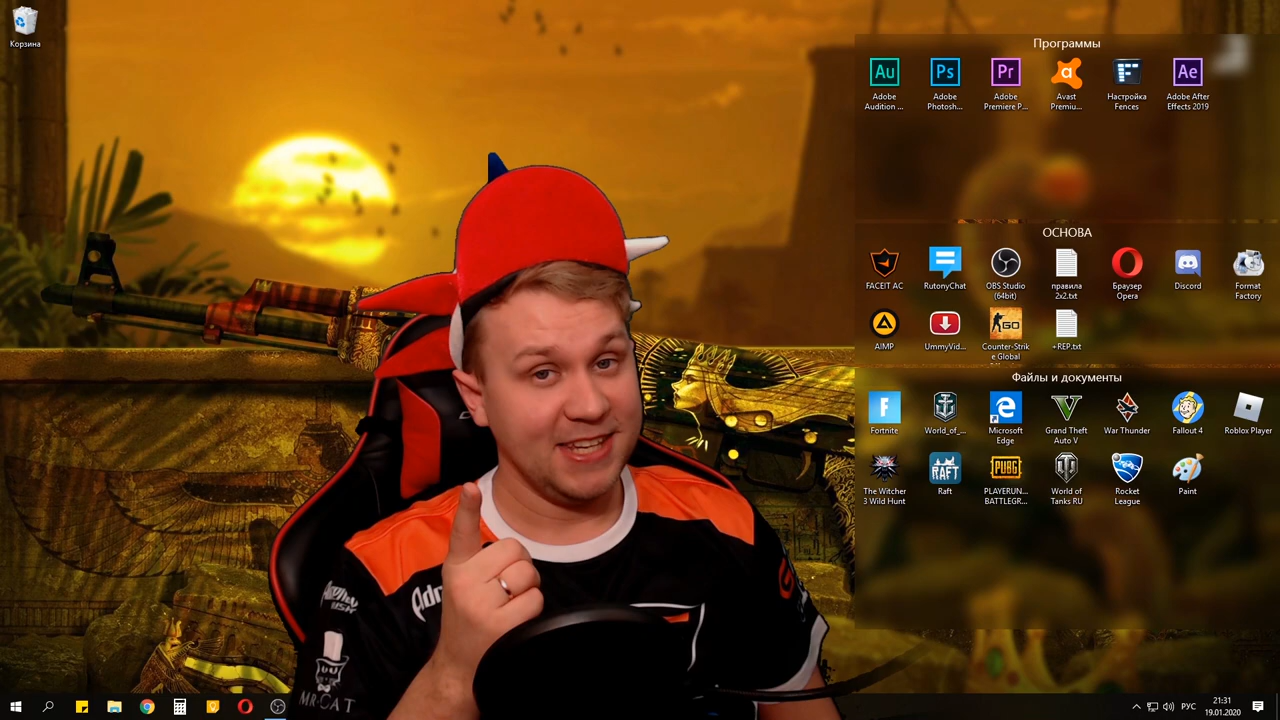 Корзина
Программы
Au
Ps
Pr
a
F
Ae
Adobe
Audition ...
Adobe
Photosh...
Adobe
Premiere P...
Avast
Premiu...
Настройка
Fences
Adobe After
Effects 2019
ОСНОВА
FACEIT AC
RutonyChat
OBS Studio
(64bit)
правила
2x2.txt
Браузер
Opera
Discord
Format
Factory
GO
AIMP
UmmyVid...
Counter-Strik
e Global
+REP.txt
Файлы и документы
F
V
Fortnite
World_of_...
Microsoft
Edge
Grand Theft
Auto V
War Thunder
Fallout 4
Roblox Player
RAFT
PUBG
The Witcher
3 Wild Hunt
Raft
PLAYERUN...
BATTLEGR...
World of
Tanks RU
Rocket
League
Paint
Adr
MR.CAT
РУС
21:31
19.01.2020